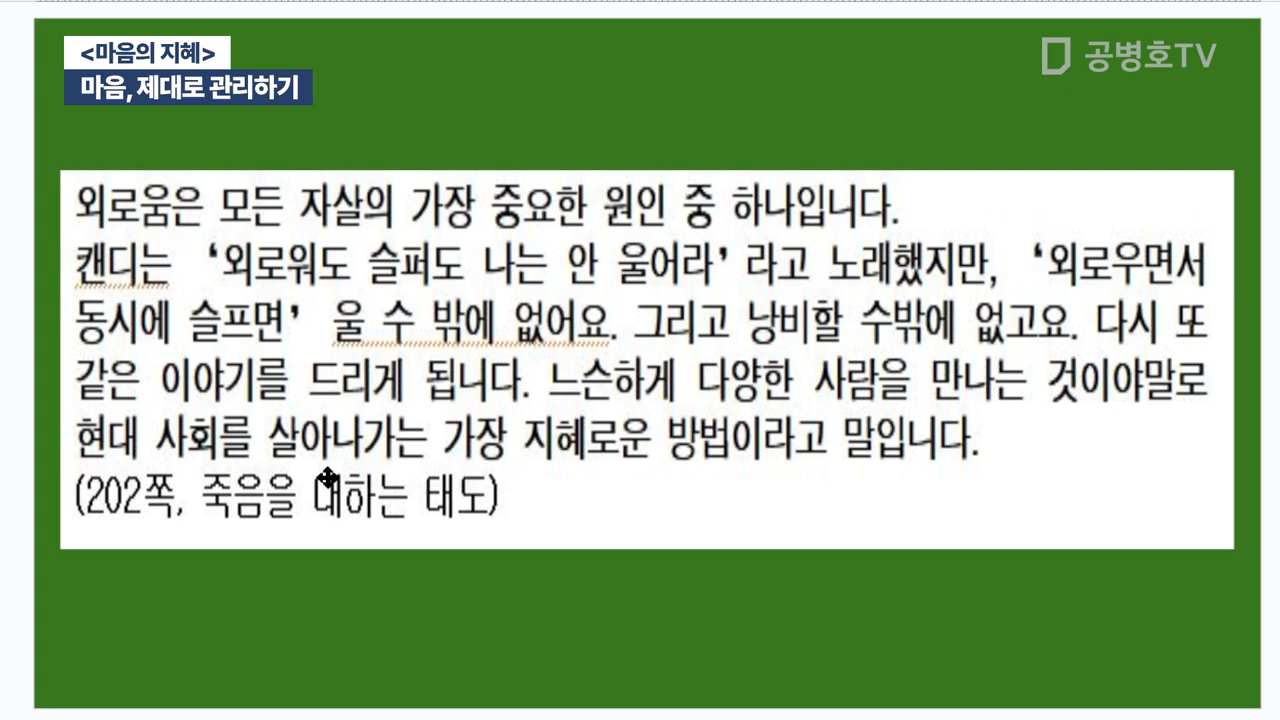 <마음의 지혜>
마음, 제대로 관리하기
공병호TV
외로움은 모든 자살의 가장 중요한 원인 중 하나입니다.
캔디는 ‘외로워도 슬퍼도 나는 안 울어라’ 라고 노래했지만, ‘외로우면서
동시에 슬프면’ 울 수 밖에 없어요. 그리고 낭비할 수밖에 없고요. 다시 또
같은 이야기를 드리게 됩니다. 느슨하게 다양한 사람을 만나는 것이야말로
현대 사회를 살아나가는 가장 지혜로운 방법이라고 말입니다.
(202쪽, 죽음을 대하는 태도)